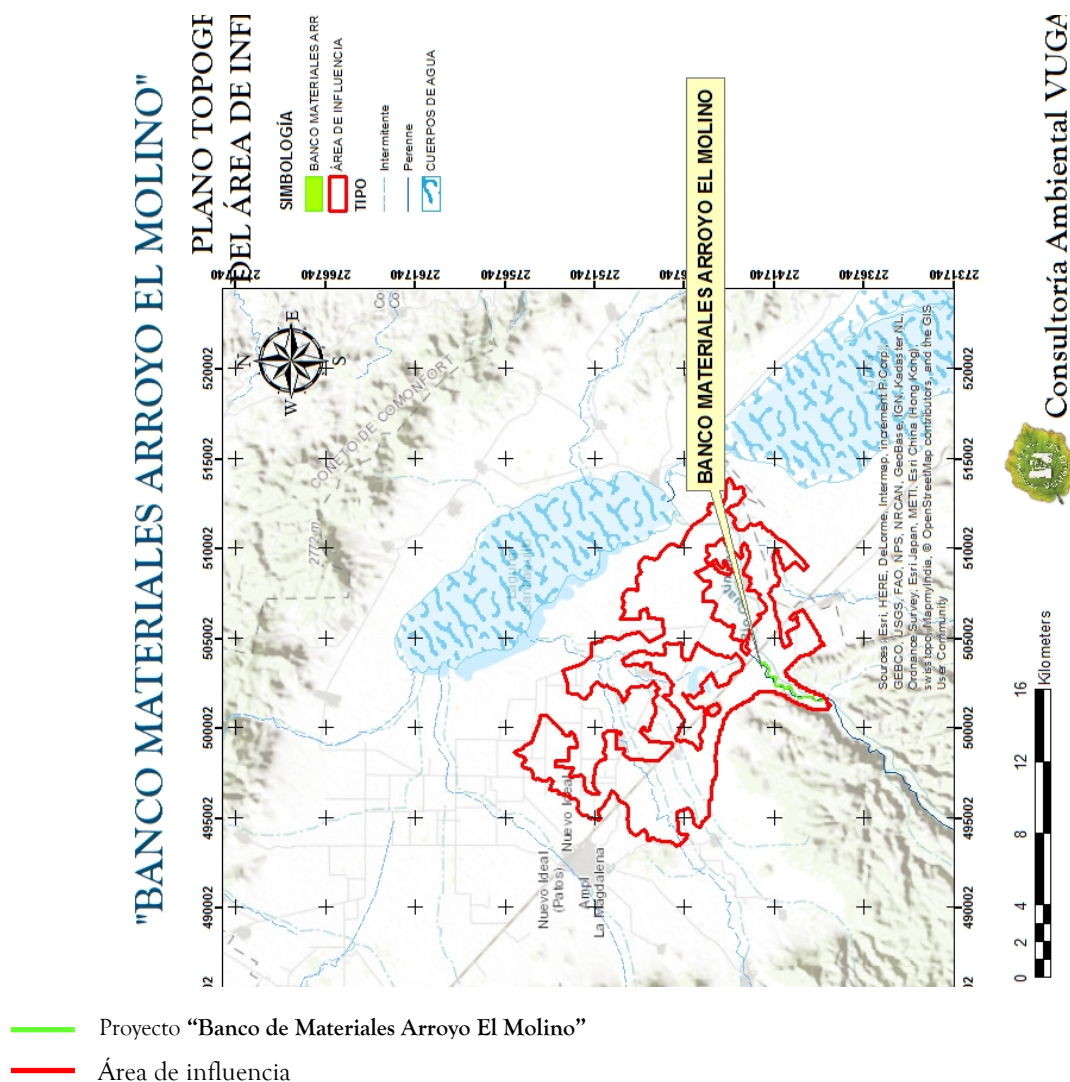 "BANCO MATERIALES ARROYO EL MOLINO"
PLANO TOPOGR
DEL ÁREA DE INFL
SIMBOLOGÍA
BANCO MATERIALES ARR
ÁREA DE INFLUENCIA
TIPO
Intermitente
Perenne
CUERPOS DE AGUA
BANCO MATERIALES ARROYO EL MOLINO
2766740
2761740
2756740
2751740
2741740
2736740
2731740
520002
515002
510002
505002
500002
495002
490002
N
E
S
W
CONETO DE COMONFORT
2772 m
Laguna
Santiaguillo
Nuevo Ideal
(Patos)
Nuevo Ideal
Ampl
La Magdalena
Sources: Esri, HERE, DeLorme, Intermap, increment P Corp.,
GEBCO, USGS, FAO, NPS, NRCAN, GeoBase, IGN, Kadaster NL,
Ordnance Survey, Esri Japan, METI, Esri China (Hong Kong),
swisstopo, MapmyIndia, © OpenStreetMap contributors, and the GIS
User Community
0 2 4 8 12 16
Kilometers
Consultoría Ambiental VUGA
Proyecto “Banco de Materiales Arroyo El Molino”
Área de influencia